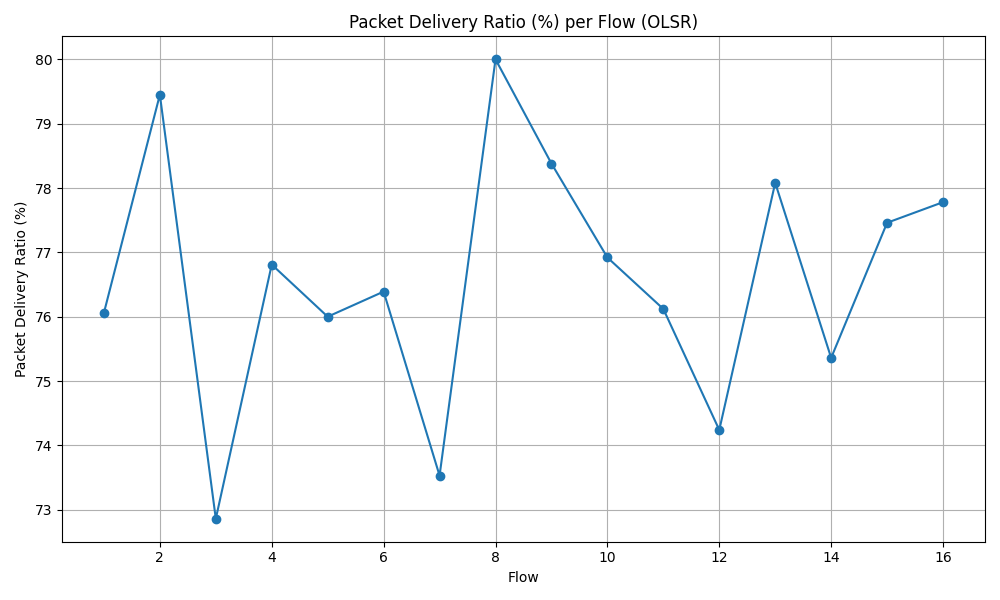 Packet Delivery Ratio (%) per Flow (OLSR)
Packet Delivery Ratio (%)
80
79
78
77
76
75
74
73
2 4 6 8 10 12 14 16
Flow